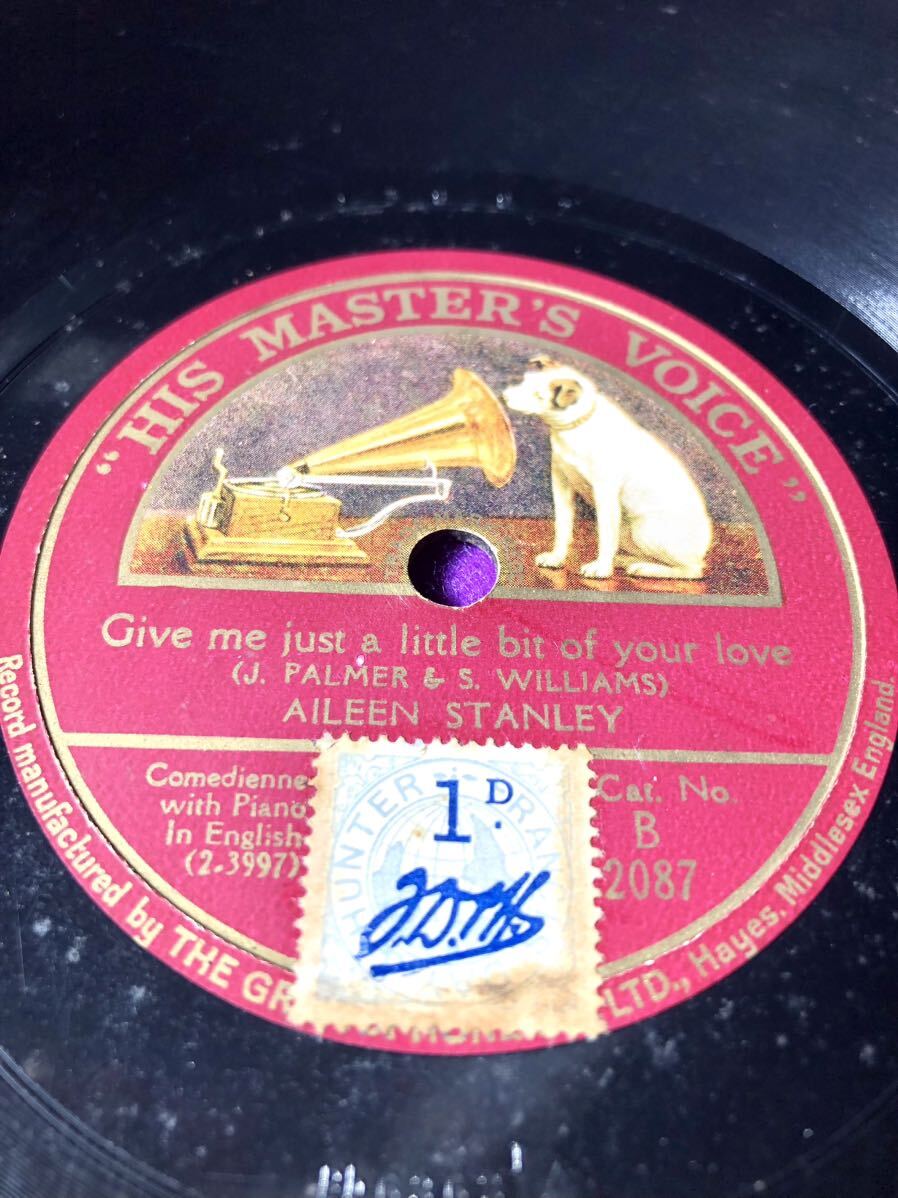 "HIS MASTER'S VOICE"
Give me just a little bit of your love
(J. PALMER & S. WILLIAMS)
AILEEN STANLEY
Comedienne
with Piano
In English
(2-3997)
1D.
HUNTER
Cat. No.
B
2087
Record manufactured by THE GR LTD., Hayes, Middlesex England.